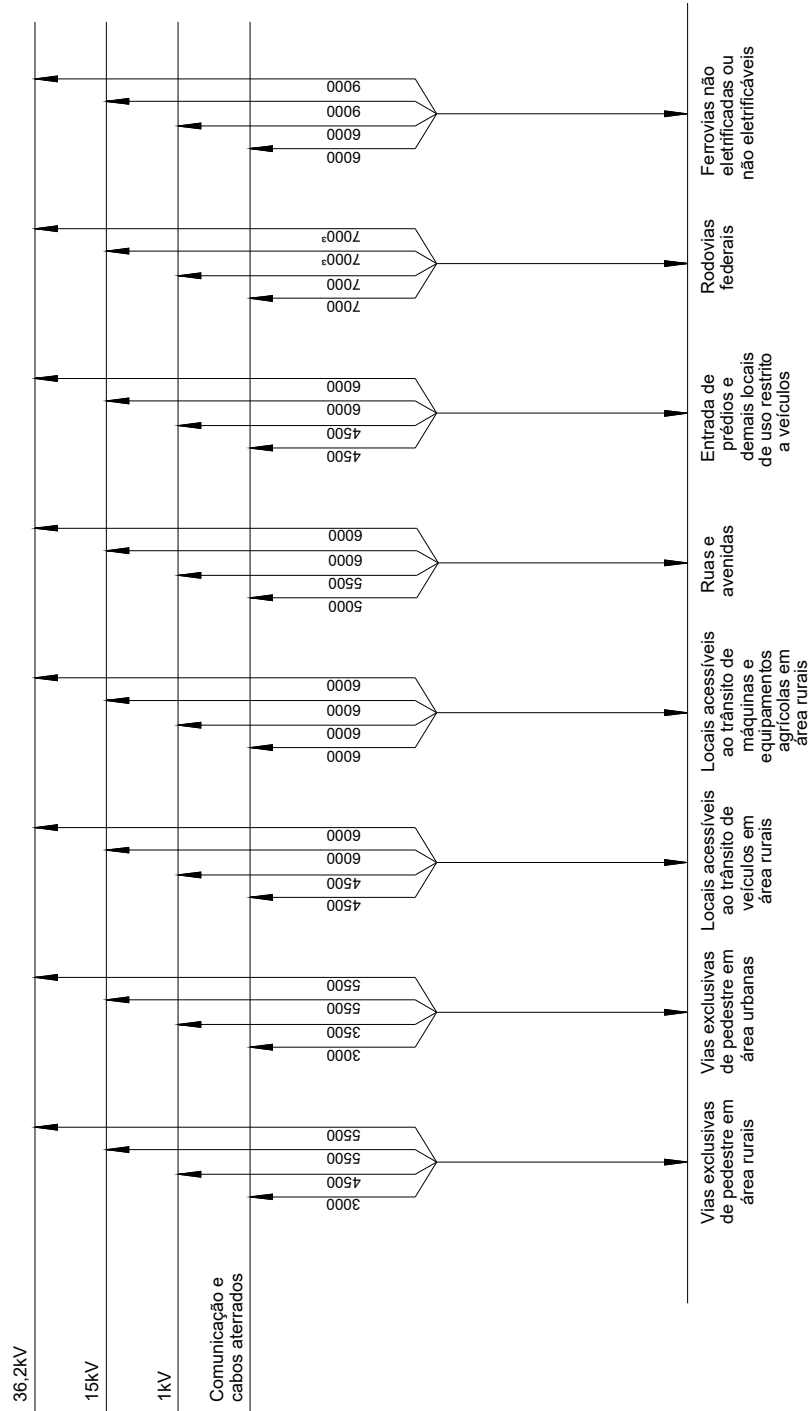 36,2kV
15kV
1kV
Comunicação e
cabos aterrados
3000
4500
5500
5500
Vias exclusivas
de pedestre em
área rurais
3000
3500
5500
5500
Vias exclusivas
de pedestre em
área urbanas
4500
4500
6000
6000
Locais acessíveis
ao trânsito de
veículos em
área rurais
6000
6000
6000
6000
Locais acessíveis
ao trânsito de
máquinas e
equipamentos
agrícolas em
área rurais
5000
5500
6000
6000
Ruas e
avenidas
4500
4500
6000
6000
Entrada de
prédios e
demais locais
de uso restrito
a veículos
7000
7000
7000³
7000³
Rodovias
federais
6000
6000
9000
9000
Ferrovias não
eletrificadas ou
não eletrificáveis